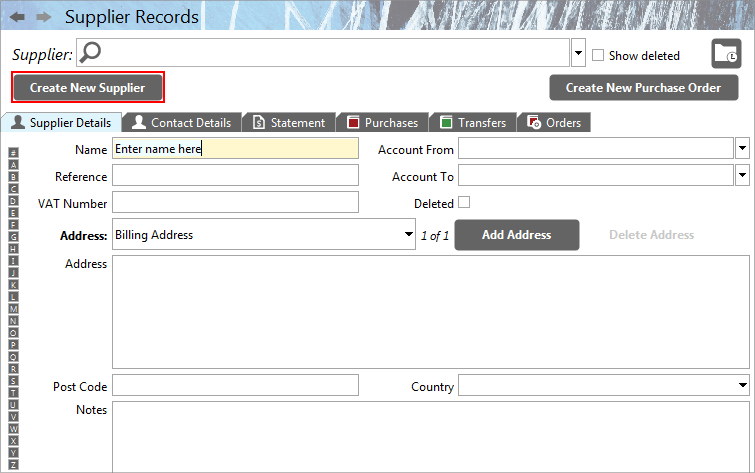 Supplier Records
Supplier:
Show deleted
Create New Supplier
Create New Purchase Order
Supplier Details
Contact Details
Statement
Purchases
Transfers
Orders
#
A
B
C
D
E
F
G
H
I
J
K
L
M
N
O
P
Q
R
S
T
U
V
W
X
Y
Z
Name Enter name here Account From
Reference Account To
VAT Number Deleted
Address: Billing Address 1 of 1 Add Address Delete Address
Address
Post Code Country
Notes